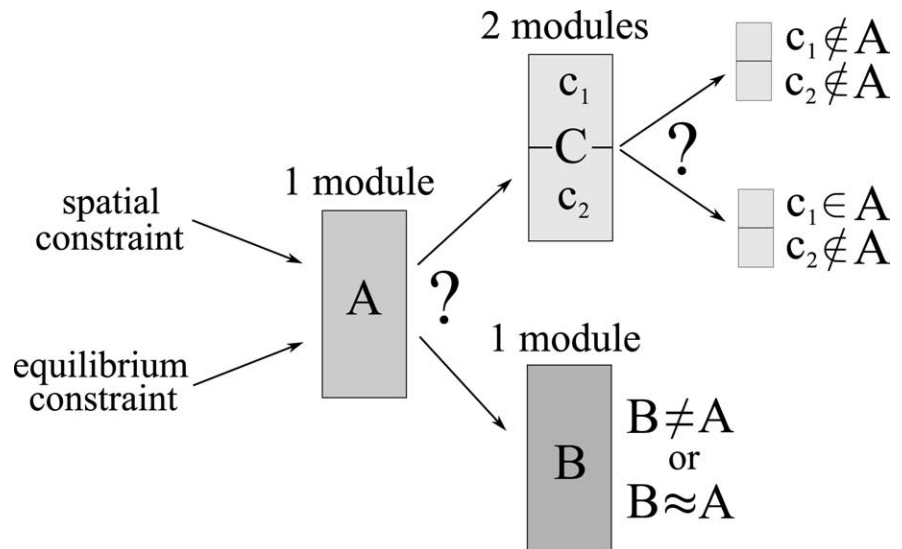 spatial
constraint
equilibrium
constraint
1 module
A
?
2 modules
c₁
C
c₂
?
c₁∉A
c₂∉A
c₁∈A
c₂∉A
1 module
B
B≠A
or
B≈A